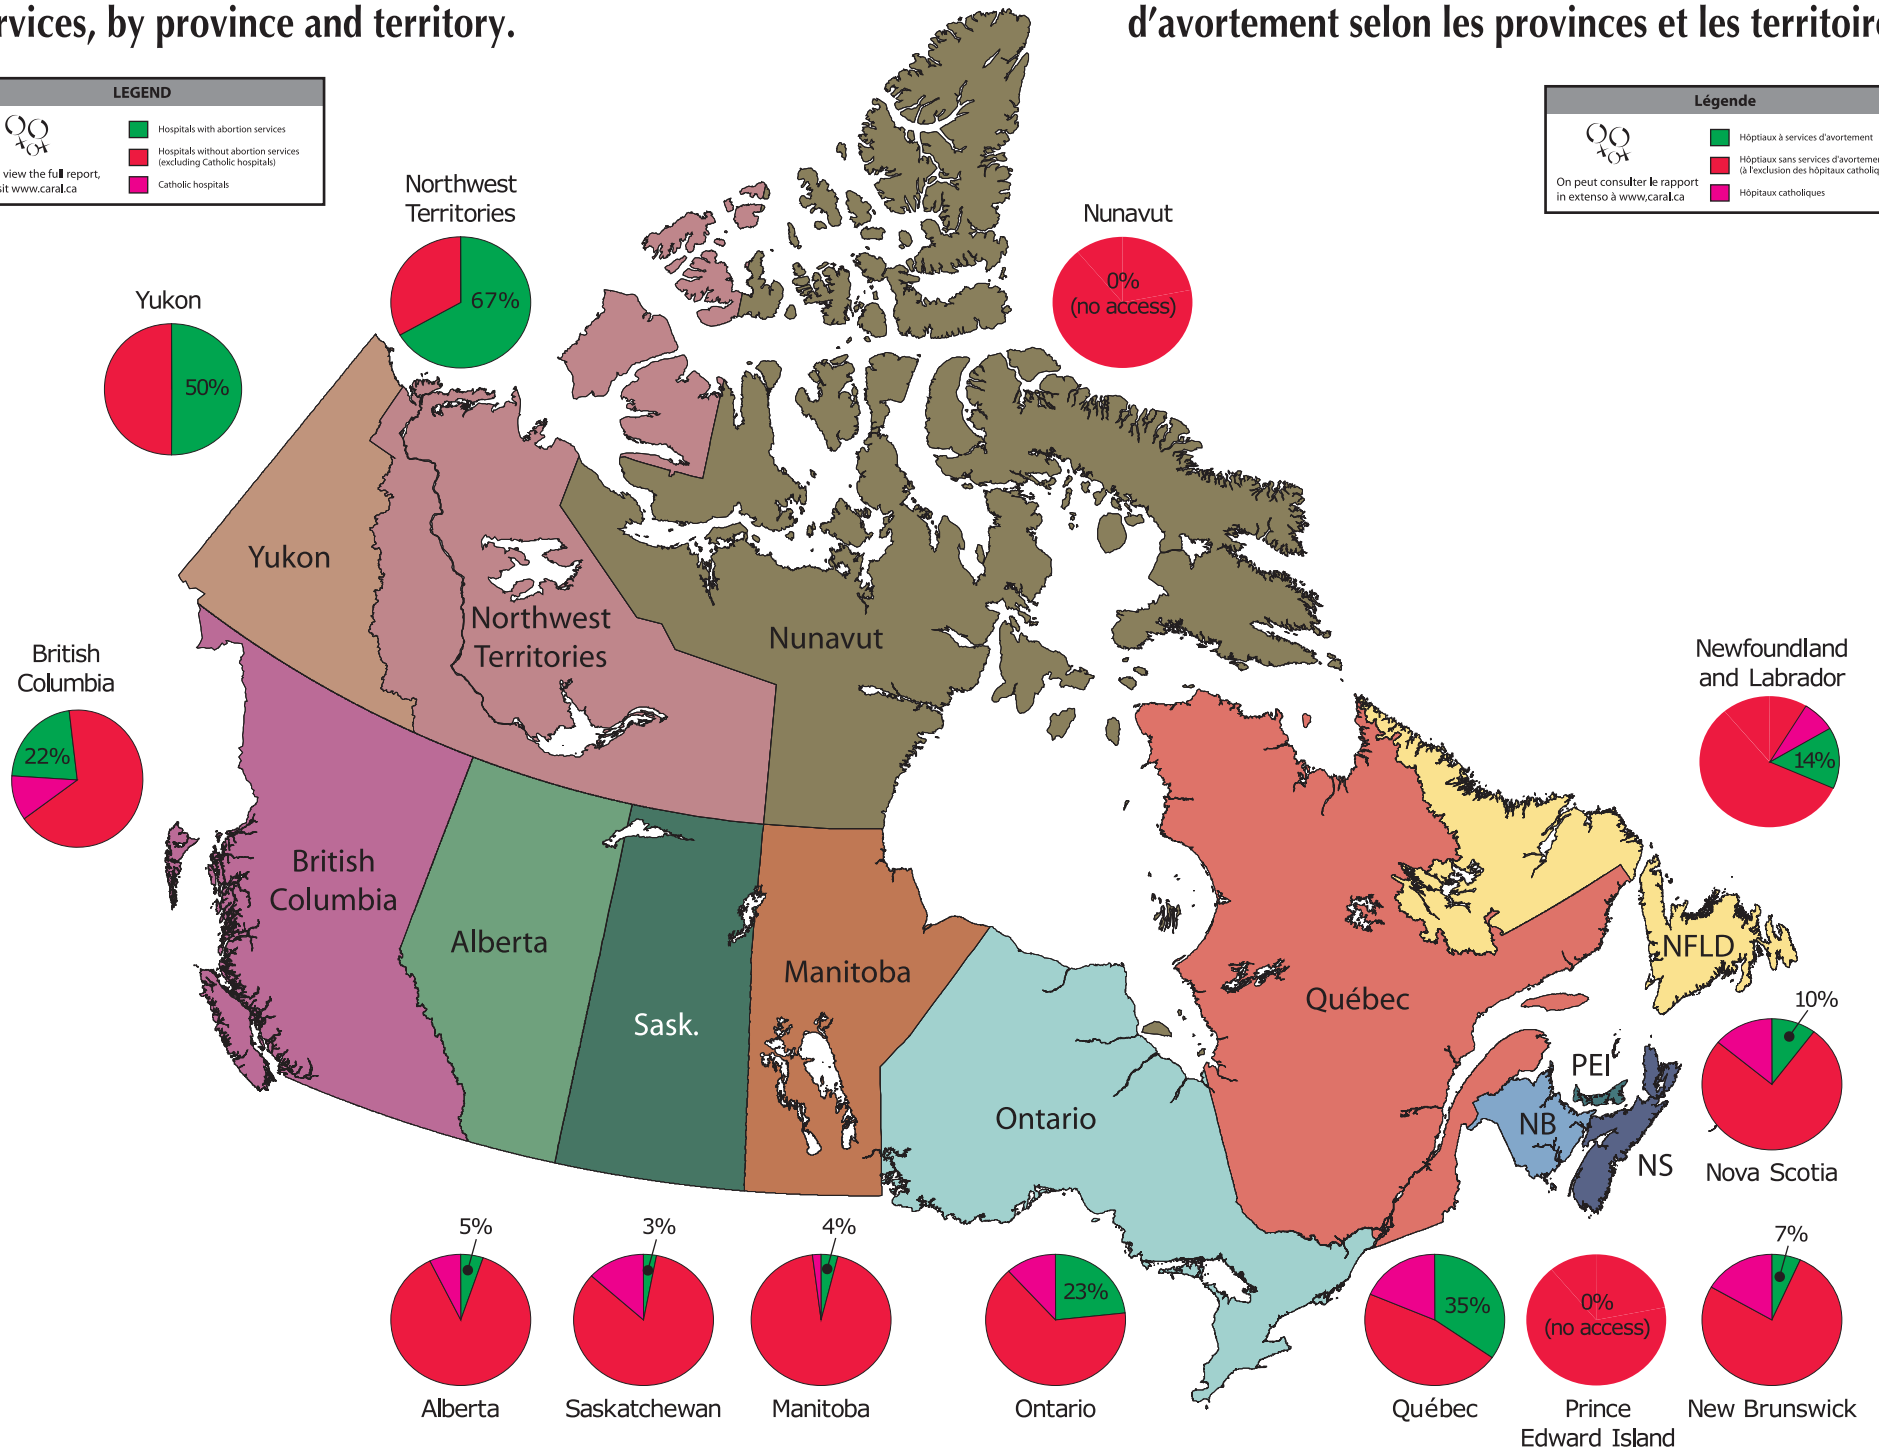 rvices, by province and territory.
d'avortement selon les provinces et les territoire
LEGEND
Hospitals with abortion services
Hospitals without abortion services
(excluding Catholic hospitals)
Catholic hospitals
view the full report,
sit www.caral.ca
Légende
Hôptiaux à services d'avortement
Hôptiaux sans services d'avorteme
(à l'exclusion des hôpitaux catholiq
Hôpitaux catholiques
On peut consulter le rapport
in extenso à www,caral.ca
Northwest
Territories
67%
Nunavut
0%
(no access)
Yukon
50%
British
Columbia
22%
Newfoundland
and Labrador
14%
Yukon
Northwest
Territories
Nunavut
British
Columbia
Alberta
Sask.
Manitoba
Ontario
Québec
NFLD
PEI
NB
NS
10%
Nova Scotia
5%
Alberta
3%
Saskatchewan
4%
Manitoba
23%
Ontario
35%
Québec
0%
(no access)
Prince
Edward Island
7%
New Brunswick